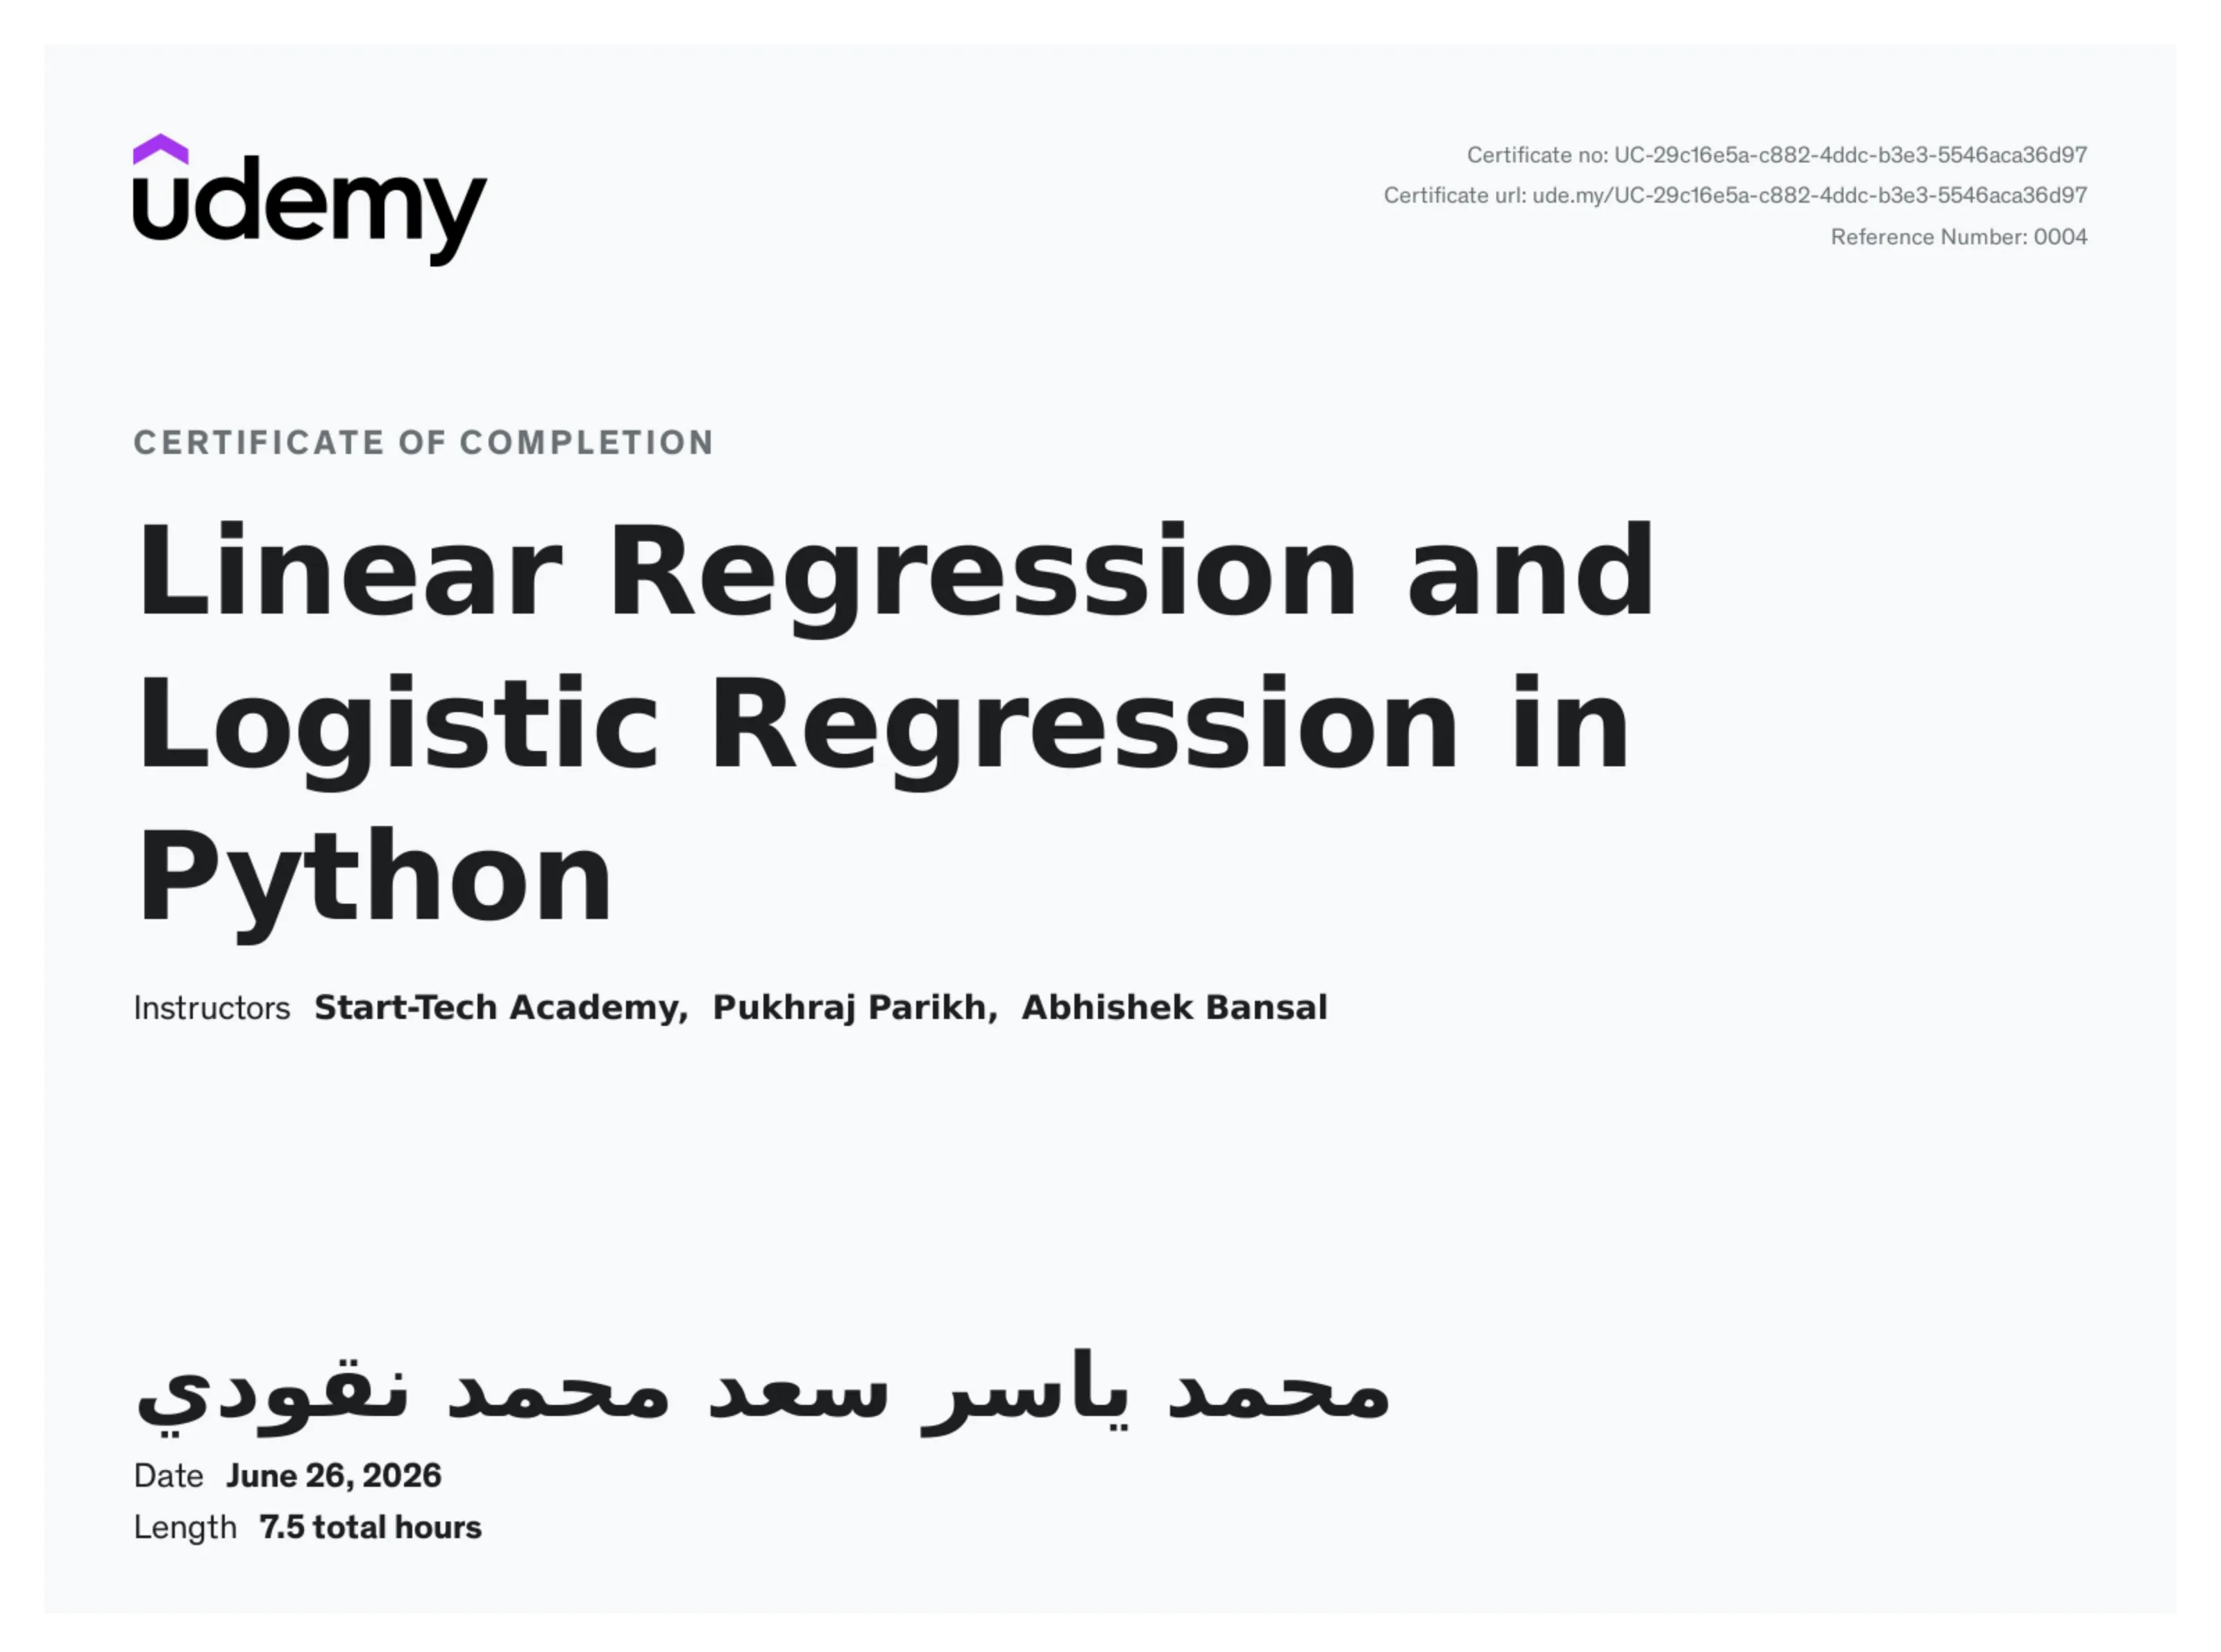 udemy
Certificate no: UC-29c16e5a-c882-4ddc-b3e3-5546aca36d97
Certificate url: ude.my/UC-29c16e5a-c882-4ddc-b3e3-5546aca36d97
Reference Number: 0004
CERTIFICATE OF COMPLETION
Linear Regression and
Logistic Regression in
Python
Instructors Start-Tech Academy, Pukhraj Parikh, Abhishek Bansal
محمد ياسر سعد محمد نقودي
Date June 26, 2026
Length 7.5 total hours